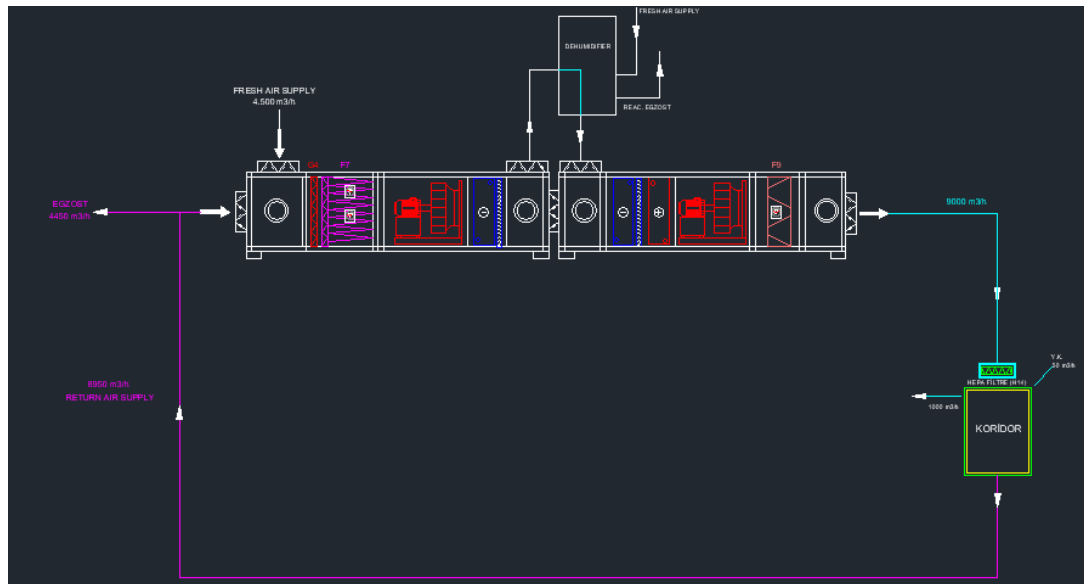 FRESH AIR SUPPLY
DEHUMIDIFIER
REAC. EGZOST
FRESH AIR SUPPLY
4.500 m3/h
G4
F7
F9
EGZOST
4450 m3/h
9000 m3/h
Y.K.
50 m3/h
HEPA FILTRE (H14)
1000 m3/h
KORİDOR
8950 m3/h
RETURN AIR SUPPLY